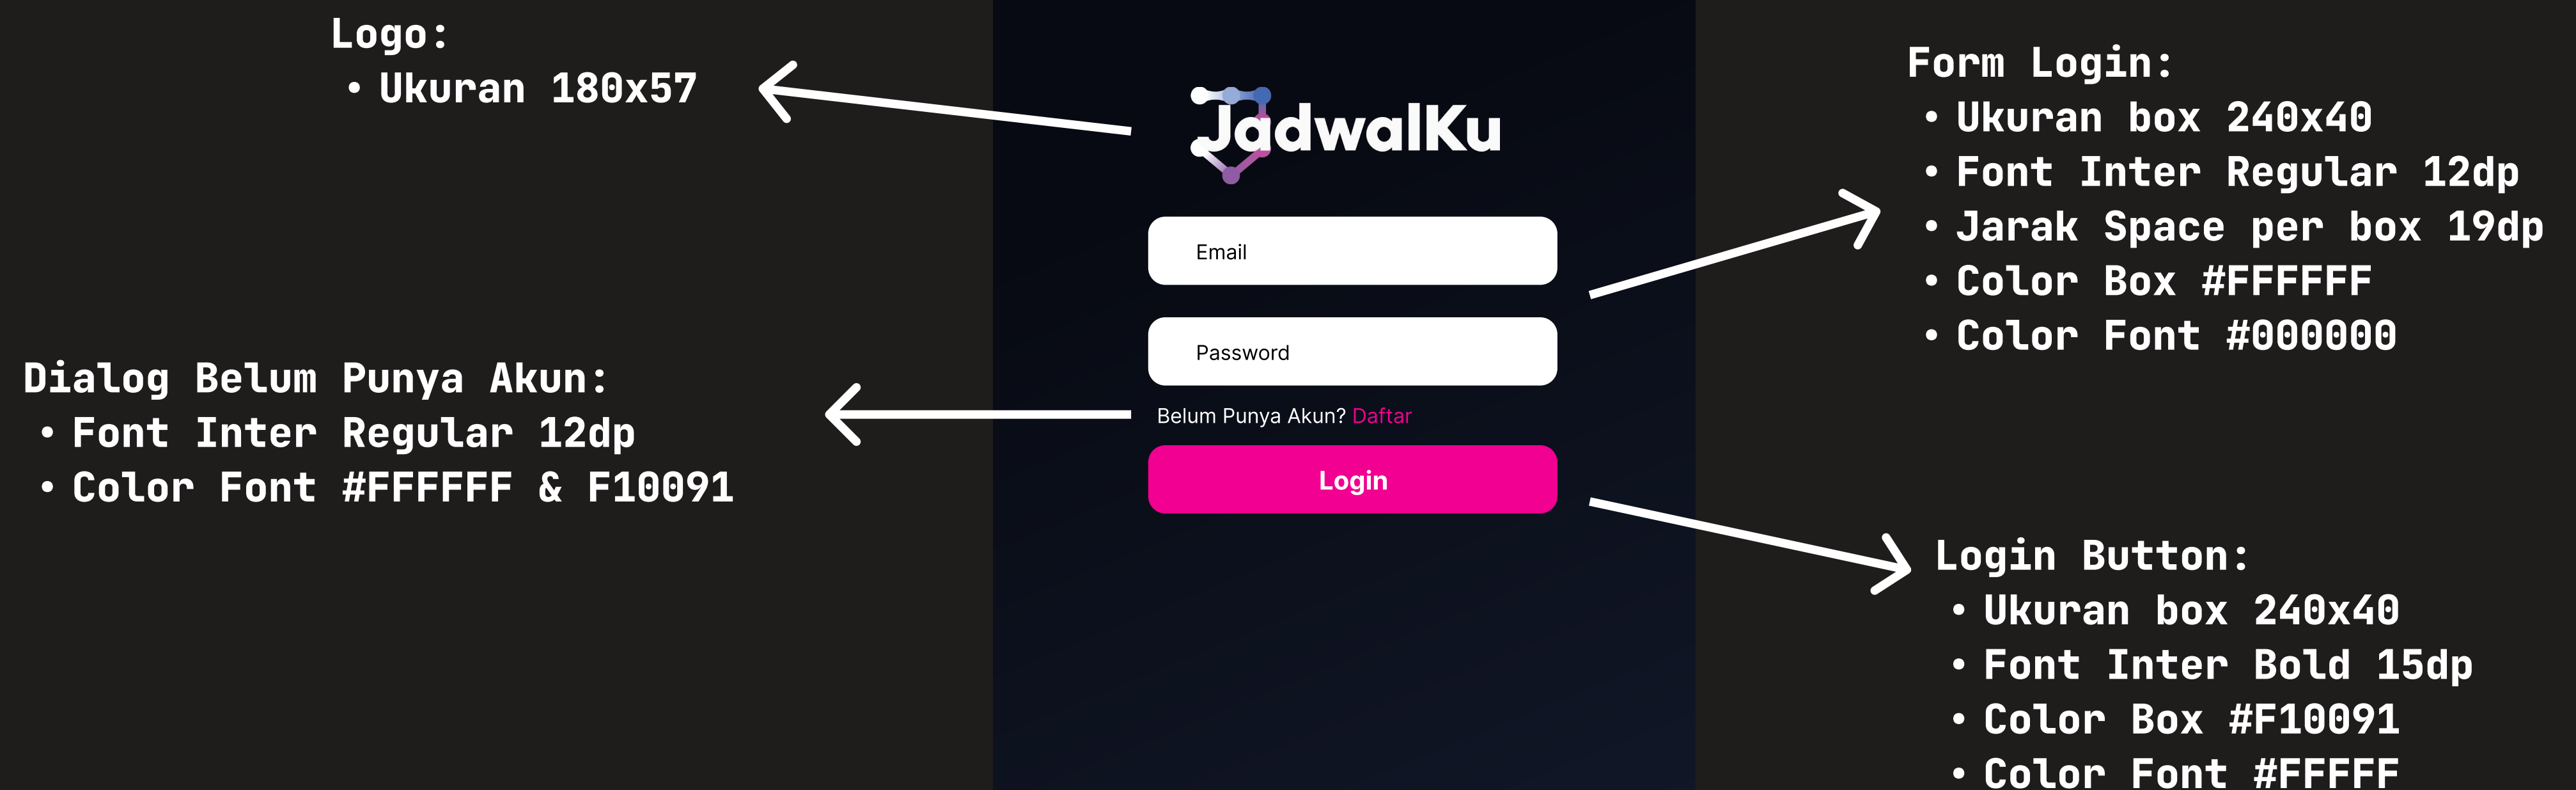 Logo:
• Ukuran 180x57
Dialog Belum Punya Akun:
• Font Inter Regular 12dp
• Color Font #FFFFFF & F10091
JadwalKu
Email
Password
Belum Punya Akun? Daftar
Login
Form Login:
• Ukuran box 240x40
• Font Inter Regular 12dp
• Jarak Space per box 19dp
• Color Box #FFFFFF
• Color Font #000000
Login Button:
• Ukuran box 240x40
• Font Inter Bold 15dp
• Color Box #F10091
• Color Font #FFFFF